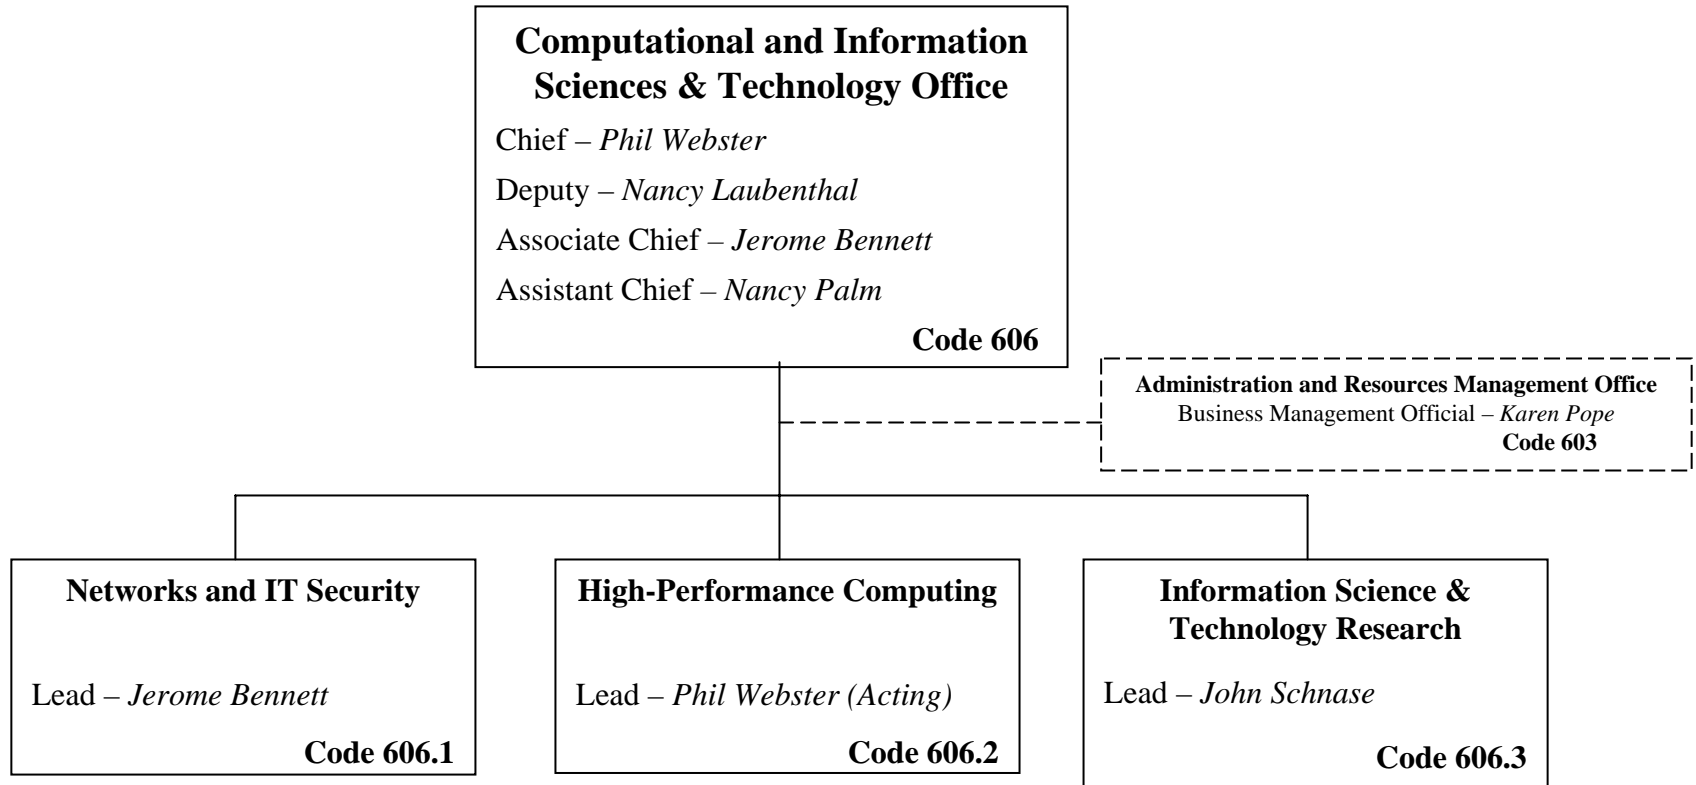 Computational and Information
Sciences & Technology Office
Chief – Phil Webster
Deputy – Nancy Laubenthal
Associate Chief – Jerome Bennett
Assistant Chief – Nancy Palm
Code 606
Administration and Resources Management Office
Business Management Official – Karen Pope
Code 603
Networks and IT Security
Lead – Jerome Bennett
Code 606.1
High-Performance Computing
Lead – Phil Webster (Acting)
Code 606.2
Information Science &
Technology Research
Lead – John Schnase
Code 606.3